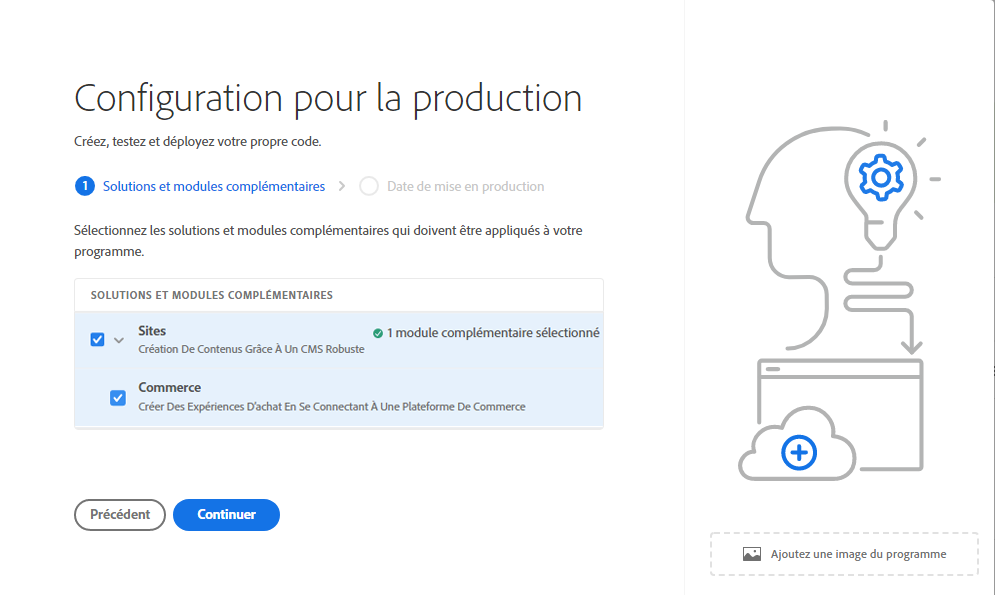 Configuration pour la production
Créez, testez et déployez votre propre code.
1 Solutions et modules complémentaires > Date de mise en production
Sélectionnez les solutions et modules complémentaires qui doivent être appliqués à votre
programme.
SOLUTIONS ET MODULES COMPLÉMENTAIRES
Sites
1 module complémentaire sélectionné
Création De Contenus Grâce À Un CMS Robuste
Commerce
Créer Des Expériences D'achat En Se Connectant À Une Plateforme De Commerce
Précédent Continuer
Ajoutez une image du programme